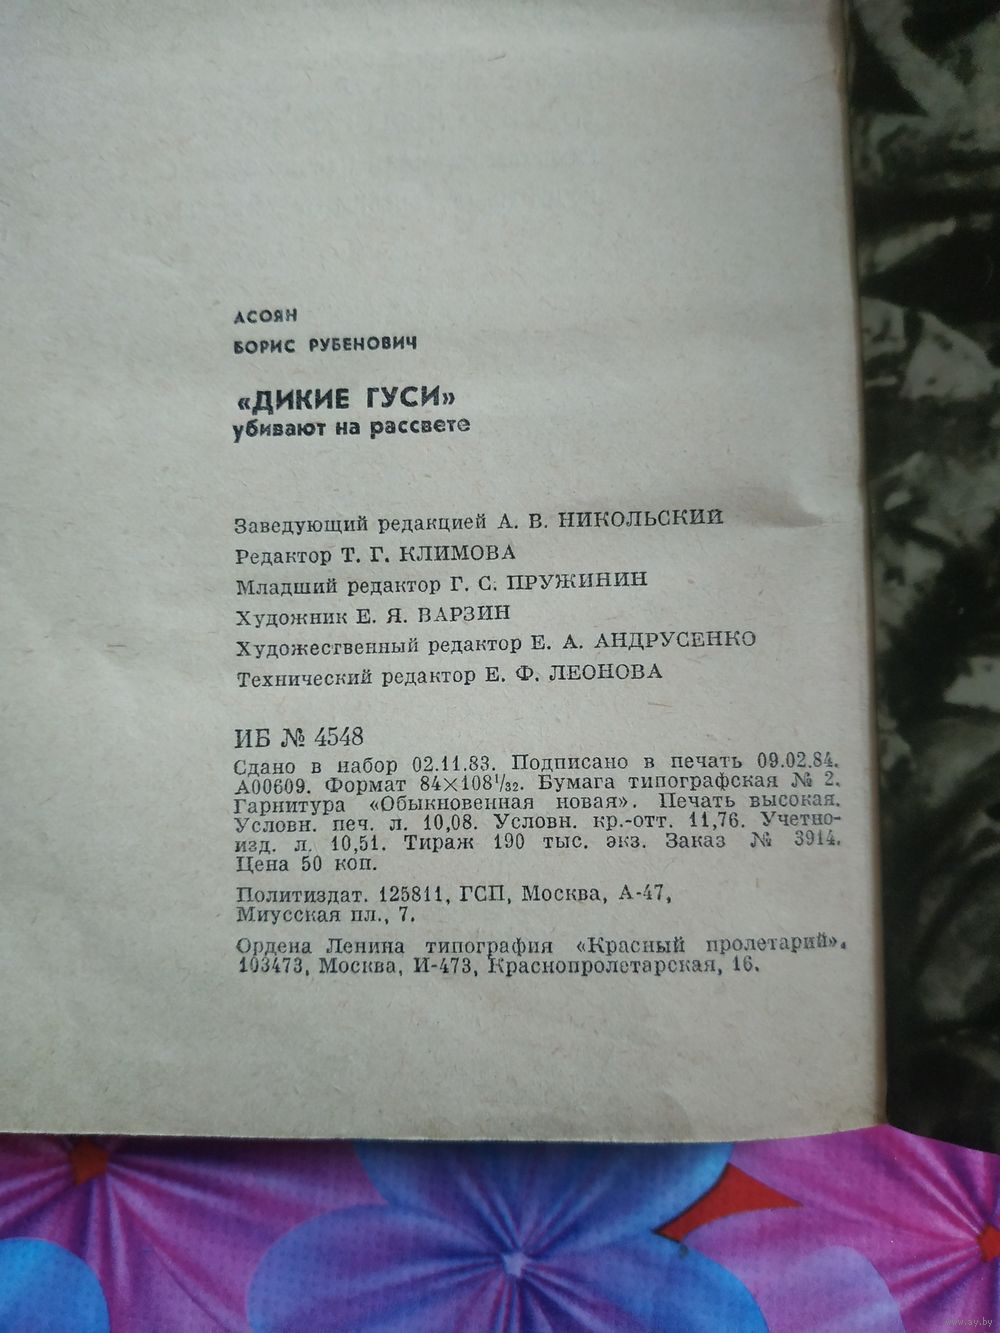 АСОЯН
БОРИС РУБЕНОВИЧ
«ДИКИЕ ГУСИ»
убивают на рассвете
Заведующий редакцией А. В. НИКОЛЬСКИЙ
Редактор Т. Г. КЛИМОВА
Младший редактор Г. С. ПРУЖИНИН
Художник Е. Я. ВАРЗИН
Художественный редактор Е. А. АНДРУСЕНКО
Технический редактор Е. Ф. ЛЕОНОВА
ИБ № 4548
Сдано в набор 02.11.83. Подписано в печать 09.02.84.
А00609. Формат 84×108¹/₃₂. Бумага типографская № 2.
Гарнитура «Обыкновенная новая». Печать высокая.
Условн. печ. л. 10,08. Условн. кр.-отт. 11,76. Учетно-
изд. л. 10,51. Тираж 190 тыс. экз. Заказ № 3914.
Цена 50 коп.
Политиздат. 125811, ГСП, Москва, А-47,
Миусская пл., 7.
Ордена Ленина типография «Красный пролетарий».
103473, Москва, И-473, Краснопролетарская, 16.
www.ay.by